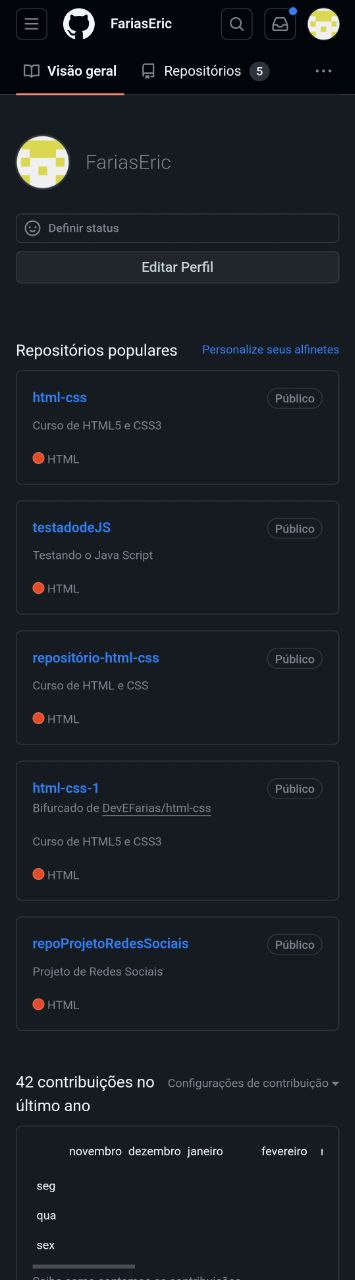 FariasEric
Visão geral
Repositórios 5
FariasEric
Definir status
Editar Perfil
Repositórios populares
Personalize seus alfinetes
html-css
Público
Curso de HTML5 e CSS3
HTML
testadodeJS
Público
Testando o Java Script
HTML
repositório-html-css
Público
Curso de HTML e CSS
HTML
html-css-1
Público
Bifurcado de DevEFarias/html-css
Curso de HTML5 e CSS3
HTML
repoProjetoRedesSociais
Público
Projeto de Redes Sociais
HTML
42 contribuições no
último ano
Configurações de contribuição
novembro dezembro janeiro fevereiro
seg
qua
sex